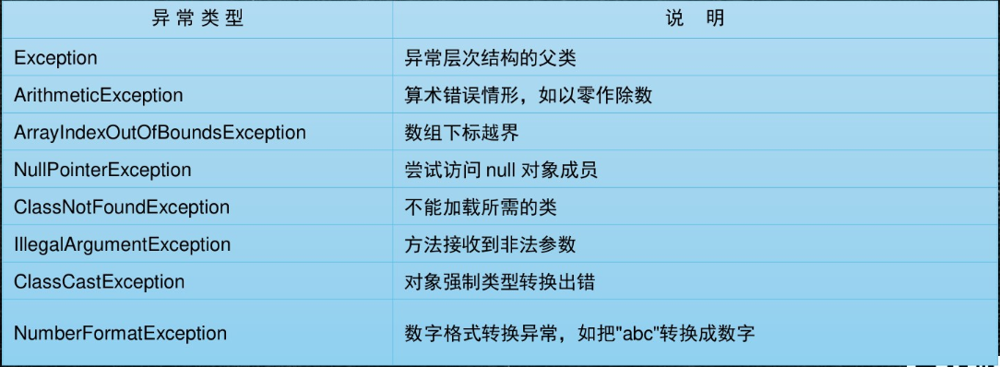 异常类型 说 明
Exception 异常层次结构的父类
ArithmeticException 算术错误情形，如以零作除数
ArrayIndexOutOfBoundsException 数组下标越界
NullPointerException 尝试访问 null 对象成员
ClassNotFoundException 不能加载所需的类
IllegalArgumentException 方法接收到非法参数
ClassCastException 对象强制类型转换出错
NumberFormatException 数字格式转换异常，如把"abc"转换成数字